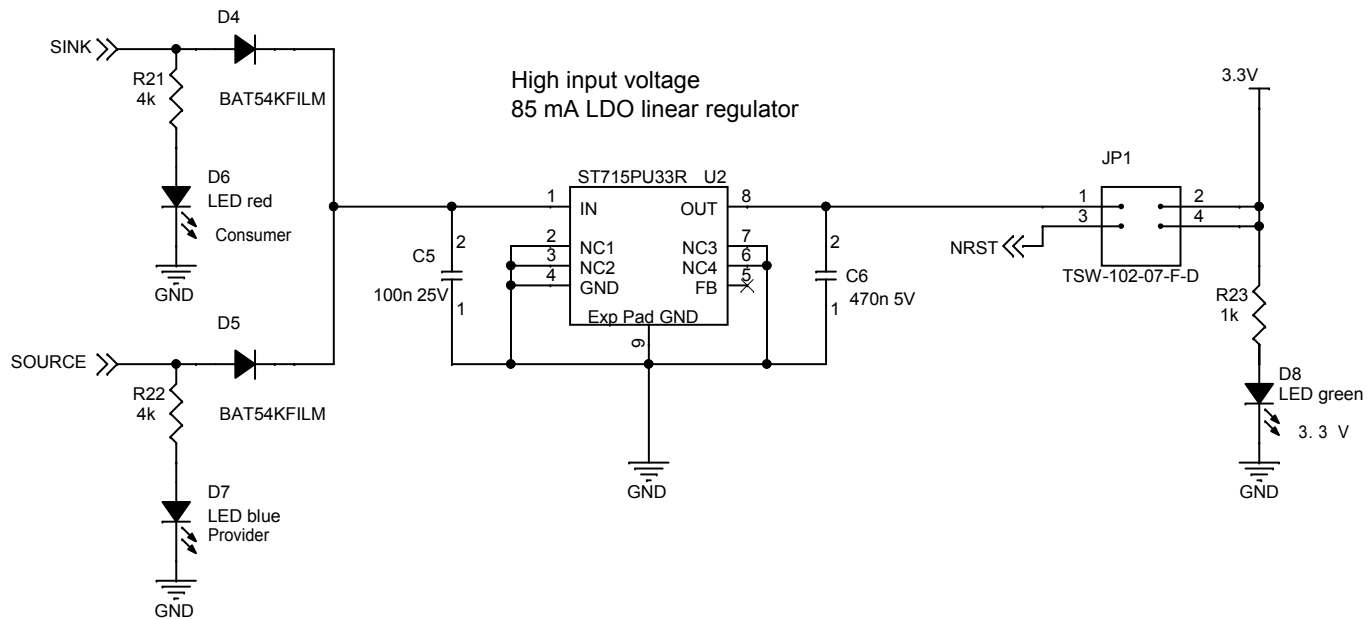 D4
SINK
R21
4k
BAT54KFILM
D6
LED red
Consumer
GND
D5
SOURCE
R22
4k
BAT54KFILM
D7
LED blue
Provider
GND
High input voltage
85 mA LDO linear regulator
ST715PU33R U2
1 IN OUT 8
2 NC1 NC3 7
3 NC2 NC4 6
4 GND FB 5
Exp Pad GND
9
GND
2
C5
100n 25V
1
2
C6
470n 5V
1
JP1
1 2
3 4
NRST
TSW-102-07-F-D
3.3V
R23
1k
D8
LED green
3. 3 V
GND